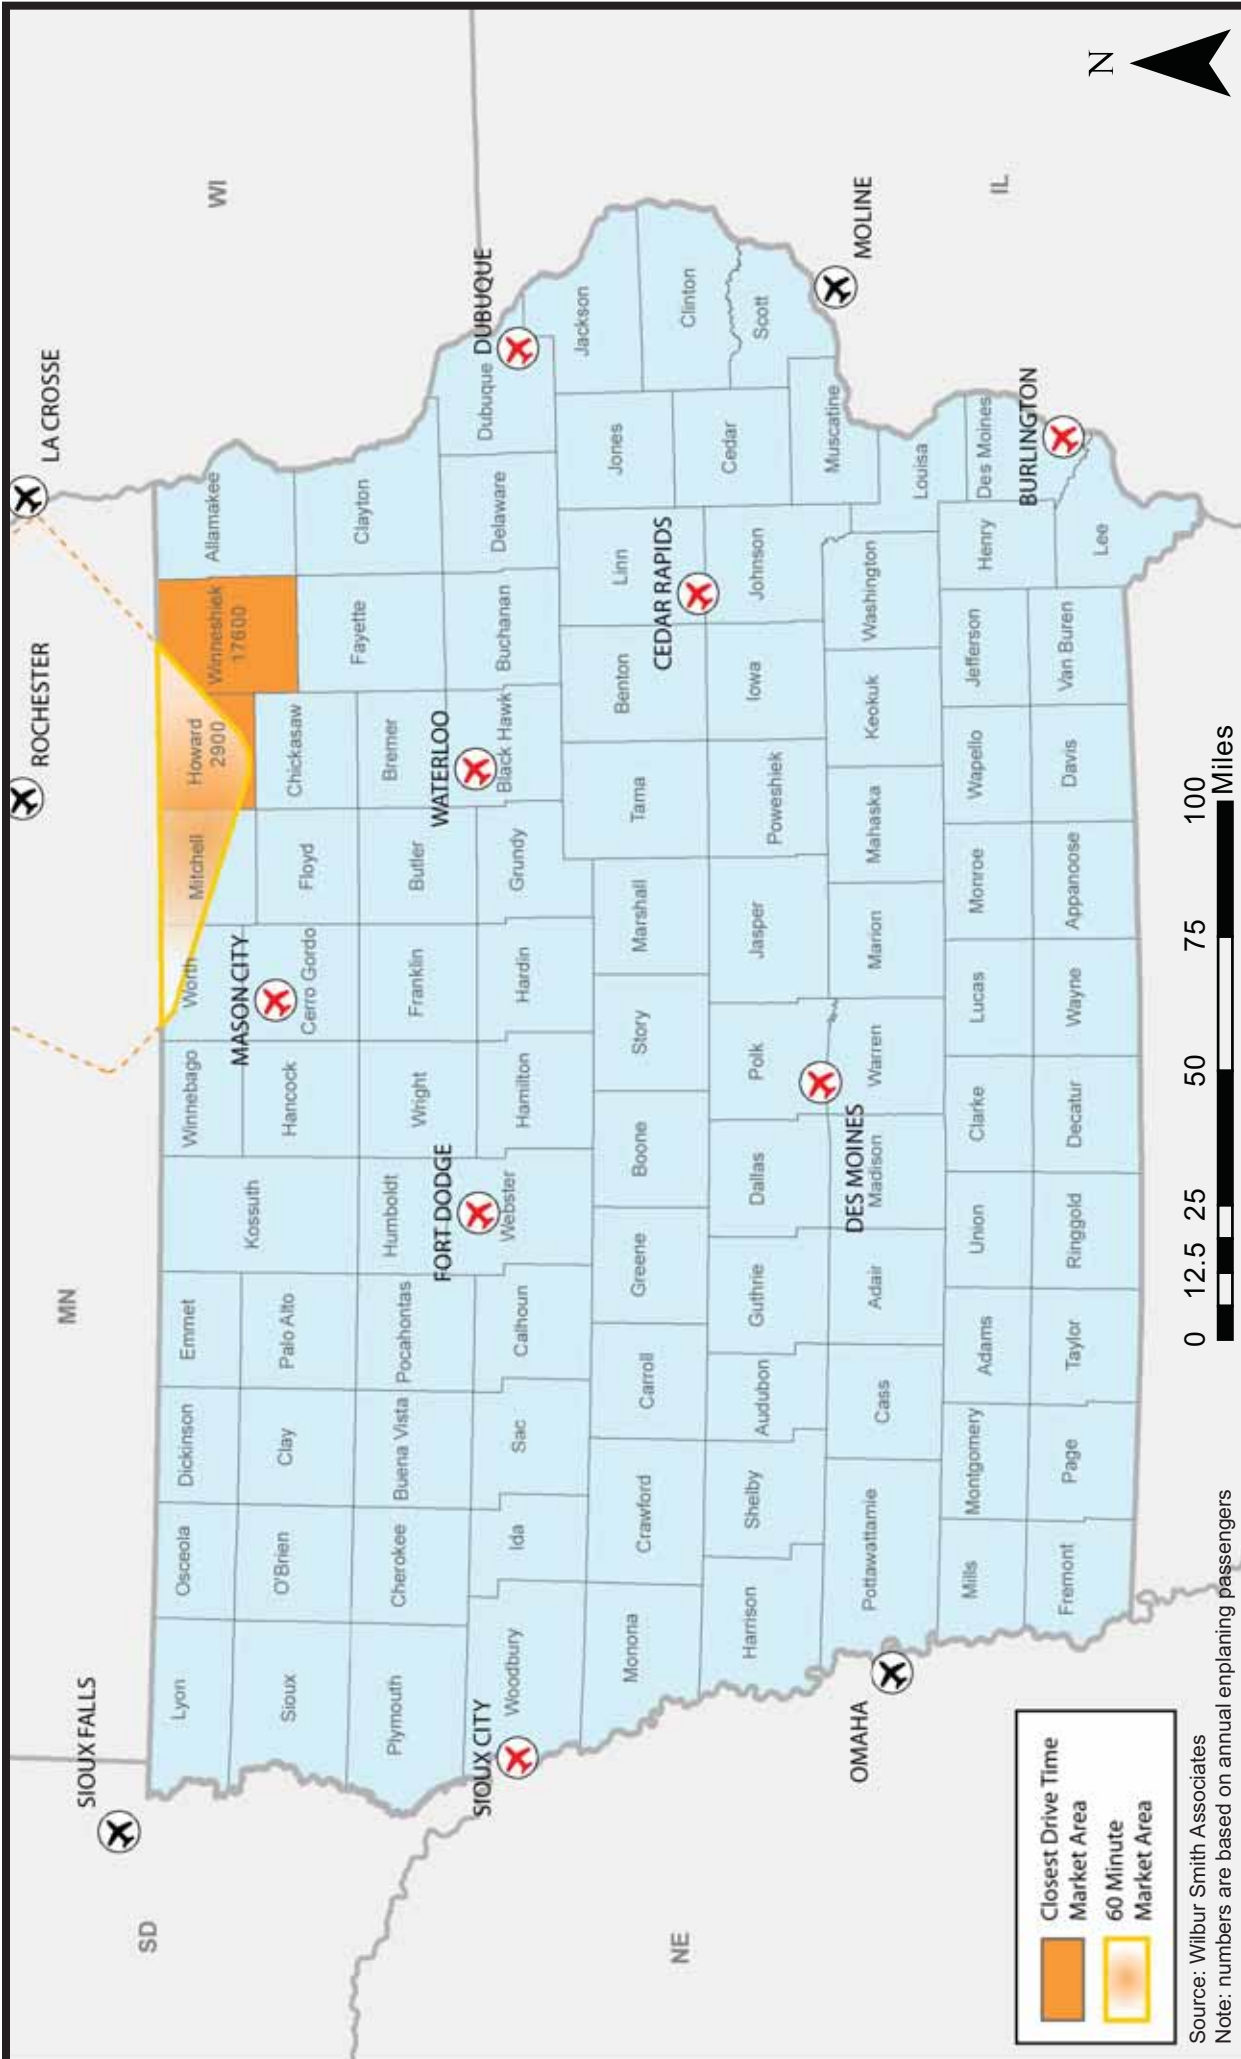 SIOUX FALLS
MN
ROCHESTER
LA CROSSE
SD
WI
Lyon
Osceola
Dickinson
Emmet
Kossuth
Winnebago
Worth
Mitchell
Howard
2900
Winneshiek
17600
Allamakee
Sioux
O'Brien
Clay
Palo Alto
Hancock
MASON CITY
Cerro Gordo
Floyd
Chickasaw
Fayette
Clayton
Plymouth
Cherokee
Buena Vista
Pocahontas
Humboldt
Wright
Franklin
Butler
Bremer
FORT DODGE
WATERLOO
SIOUX CITY
DUBUQUE
Woodbury
Ida
Sac
Calhoun
Webster
Hamilton
Hardin
Grundy
Black Hawk
Buchanan
Delaware
Dubuque
Monona
Crawford
Carroll
Greene
Boone
Story
Marshall
Tama
Benton
Linn
Jones
Jackson
CEDAR RAPIDS
NE
Harrison
Shelby
Audubon
Guthrie
Dallas
Polk
Jasper
Poweshiek
Iowa
Johnson
Cedar
Clinton
Scott
Muscatine
MOLINE
OMAHA
DES MOINES
Pottawattamie
Cass
Adair
Madison
Warren
Marion
Mahaska
Keokuk
Washington
Louisa
IL
Mills
Montgomery
Adams
Union
Clarke
Lucas
Monroe
Wapello
Jefferson
Henry
Des Moines
BURLINGTON
Fremont
Page
Taylor
Ringgold
Decatur
Wayne
Appanoose
Davis
Van Buren
Lee
N
Closest Drive Time
Market Area
60 Minute
Market Area
0 12.5 25 50 75 100
Miles
Source: Wilbur Smith Associates
Note: numbers are based on annual enplaning passengers